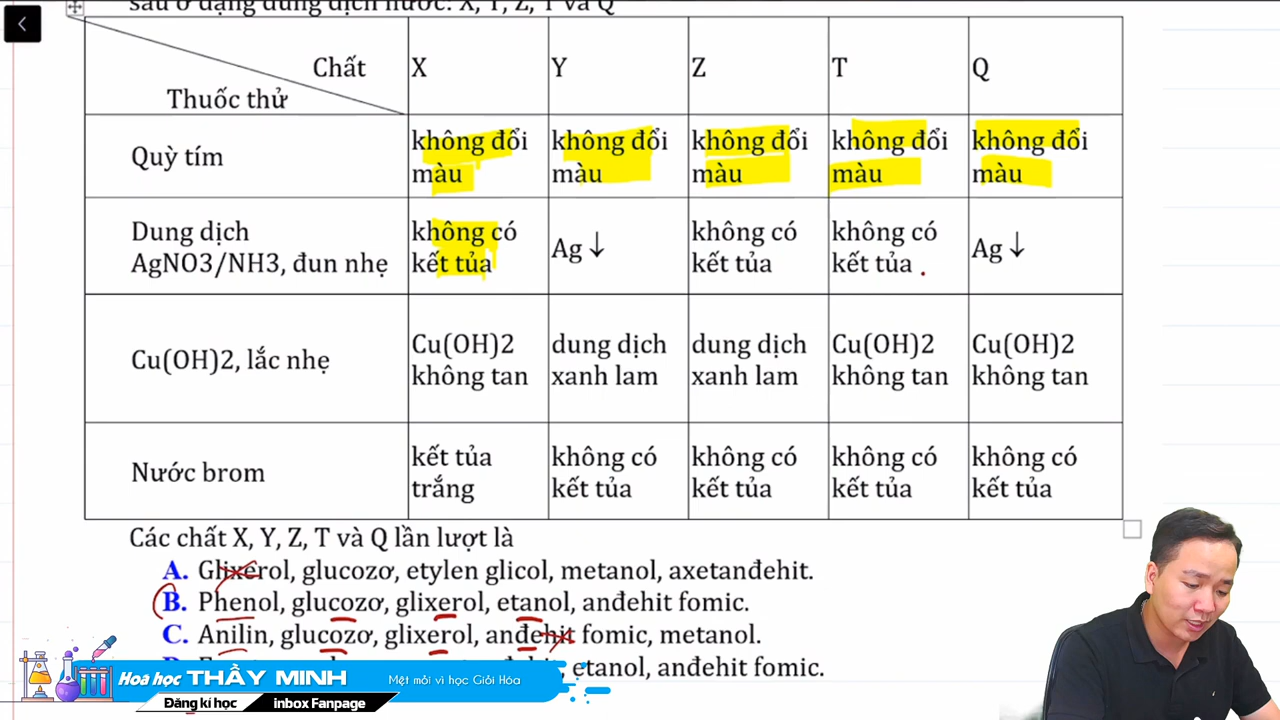 sau ở dạng dung dịch nước: X, Y, Z, T và Q
Chất X Y Z T Q
Thuốc thử
Quỳ tím không đổi màu không đổi màu không đổi màu không đổi màu không đổi màu
Dung dịch AgNO3/NH3, đun nhẹ không có kết tủa Ag↓ không có kết tủa không có kết tủa Ag↓
Cu(OH)2, lắc nhẹ Cu(OH)2 không tan dung dịch xanh lam dung dịch xanh lam Cu(OH)2 không tan Cu(OH)2 không tan
Nước brom kết tủa trắng không có kết tủa không có kết tủa không có kết tủa không có kết tủa
Các chất X, Y, Z, T và Q lần lượt là
A. Glixerol, glucozơ, etylen glicol, metanol, axetanđehit.
B. Phenol, glucozơ, glixerol, etanol, anđehit fomic.
C. Anilin, glucozơ, glixerol, anđehit fomic, metanol.
etanol, anđehit fomic.
Hoá học THẦY MINH
Mệt mỏi vì học Giỏi Hóa
Đăng kí học inbox Fanpage